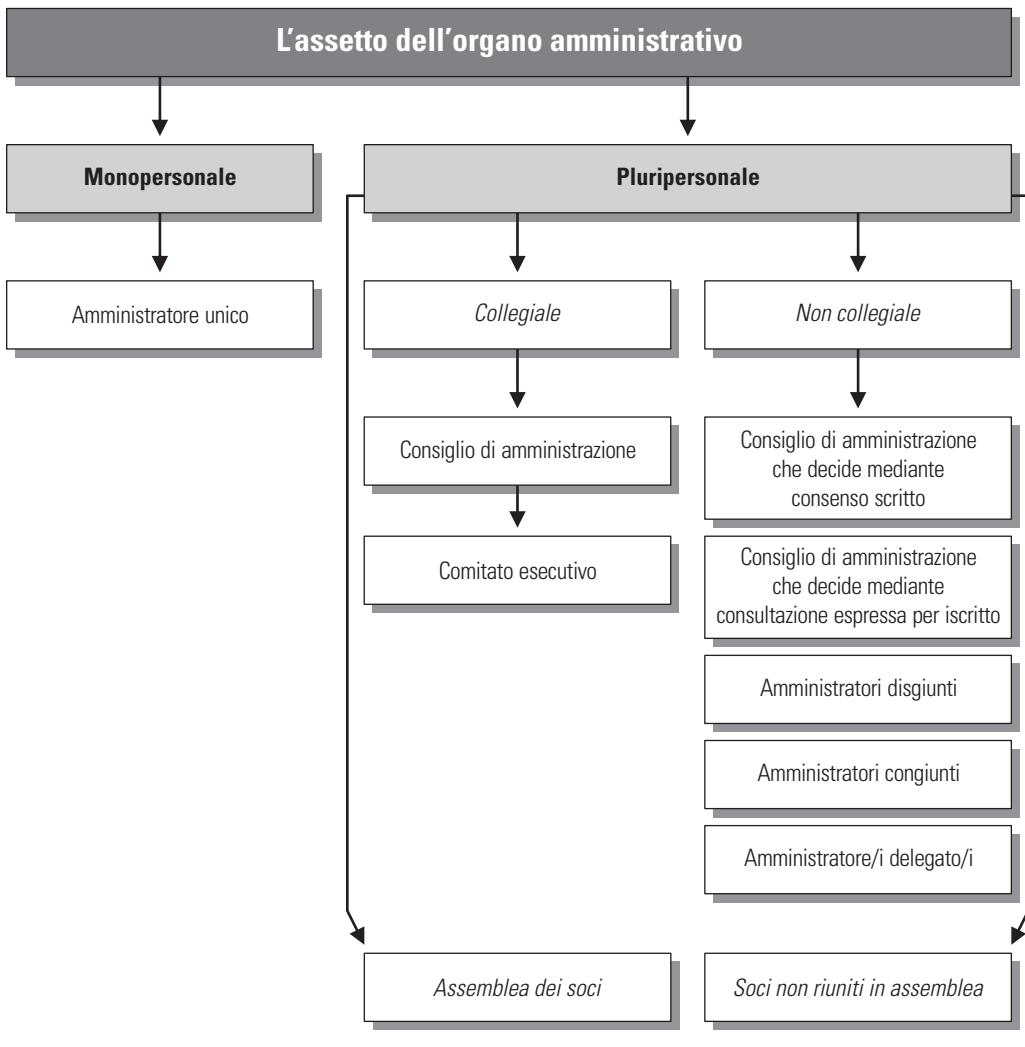 L'assetto dell'organo amministrativo
Monopersonale
Pluripersonale
Amministratore unico
Collegiale
Non collegiale
Consiglio di amministrazione
Consiglio di amministrazione
che decide mediante
consenso scritto
Comitato esecutivo
Consiglio di amministrazione
che decide mediante
consultazione espressa per iscritto
Amministratori disgiunti
Amministratori congiunti
Amministratore/i delegato/i
Assemblea dei soci
Soci non riuniti in assemblea